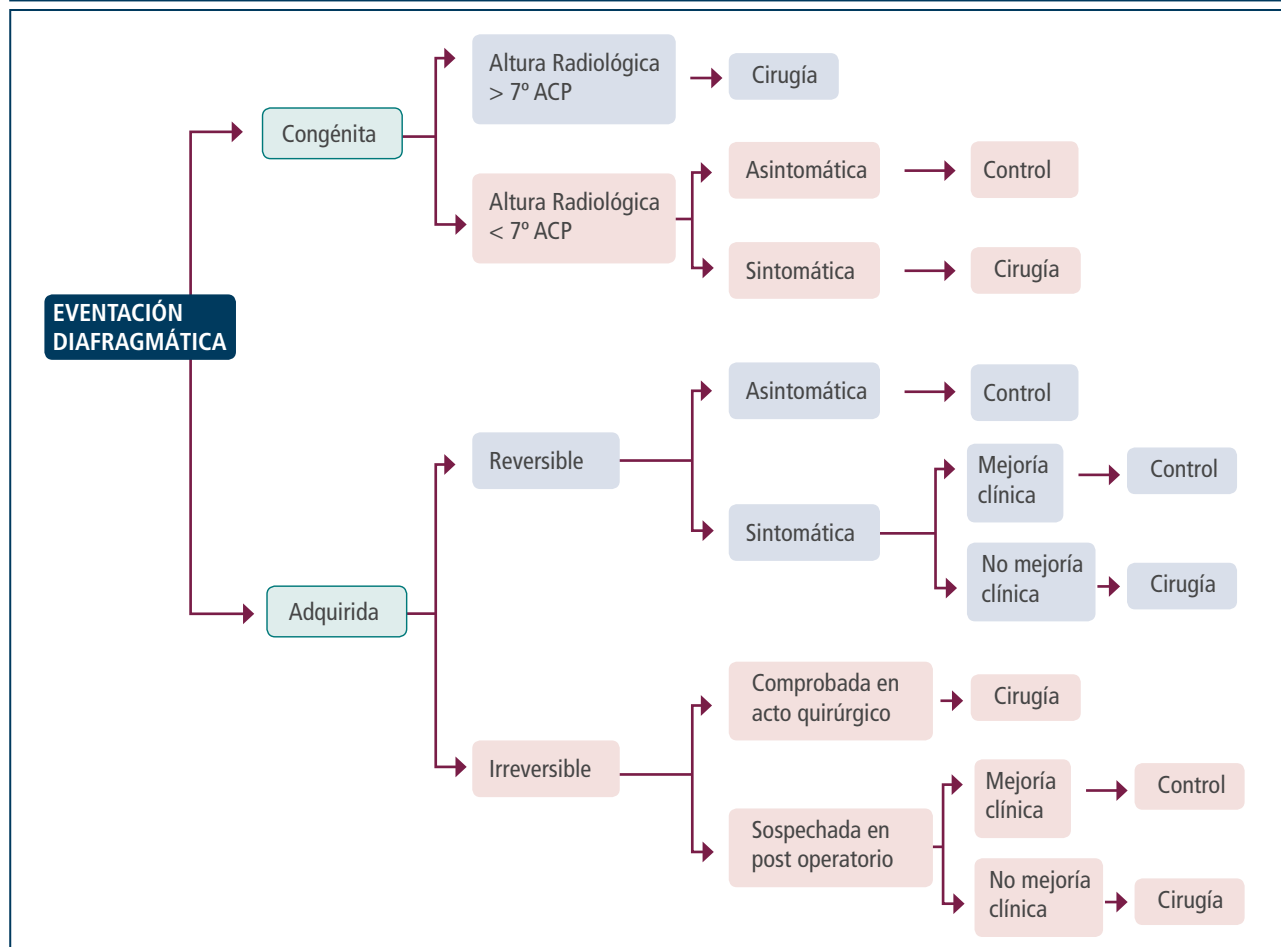 Altura Radiológica
> 7º ACP
Cirugía
Congénita
Asintomática
Control
Altura Radiológica
< 7º ACP
Sintomática
Cirugía
EVENTACIÓN
DIAFRAGMÁTICA
Asintomática
Control
Reversible
Mejoría
clínica
Control
Sintomática
No mejoría
clínica
Cirugía
Adquirida
Comprobada en
acto quirúrgico
Cirugía
Irreversible
Mejoría
clínica
Control
Sospechada en
post operatorio
No mejoría
clínica
Cirugía